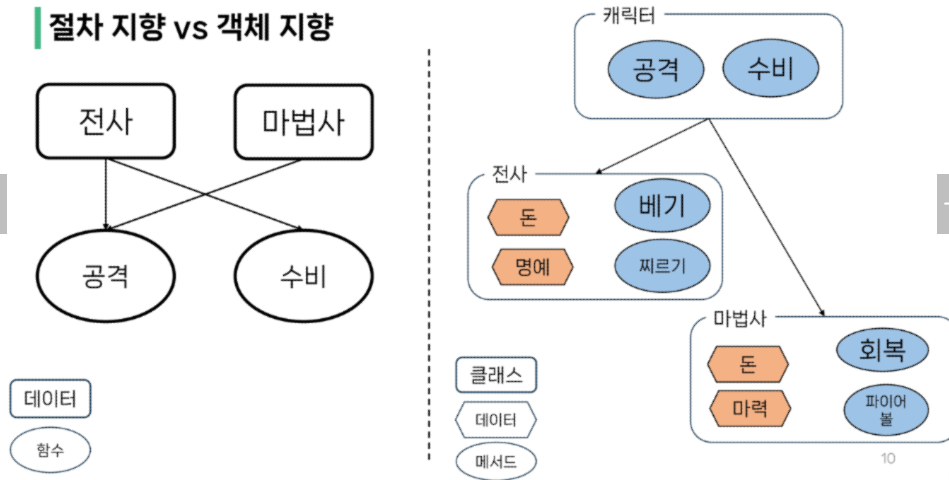 절차 지향 vs 객체 지향
전사
마법사
공격
수비
데이터
함수
캐릭터
공격
수비
전사
돈
베기
명예
찌르기
마법사
돈
회복
마력
파이어
볼
클래스
데이터
메서드
10